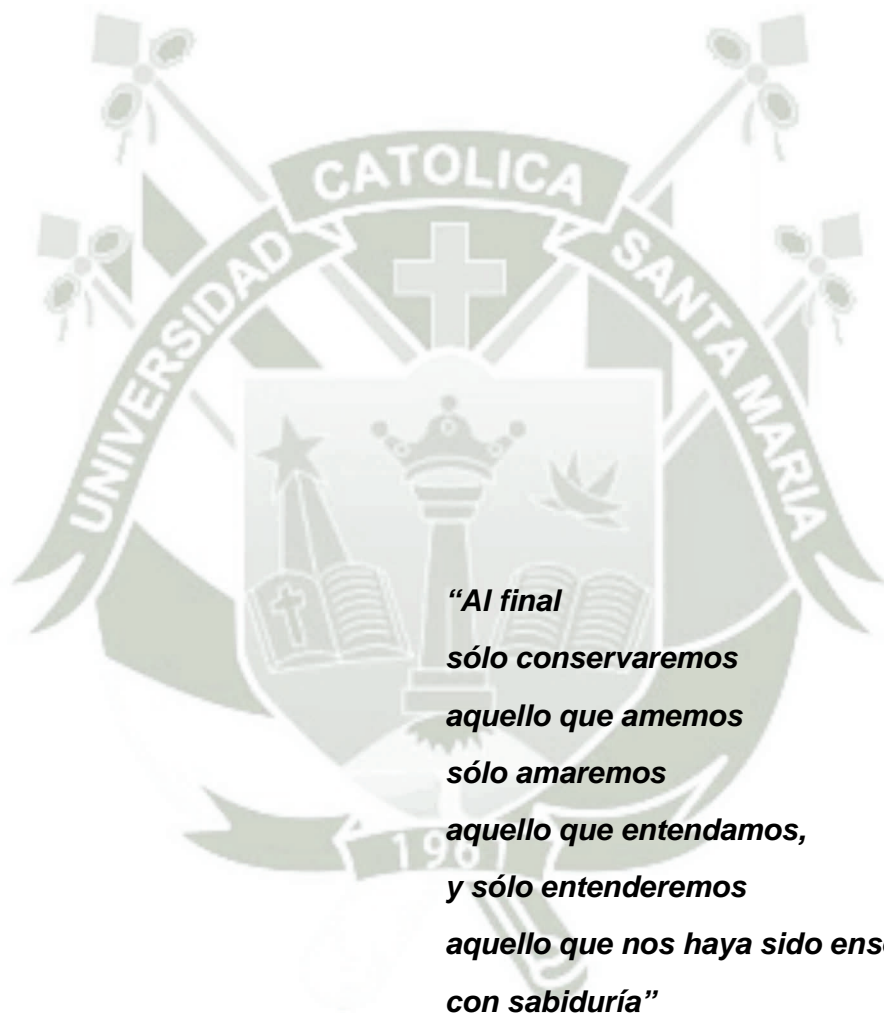 UNIVERSIDAD CATOLICA SANTA MARIA
“Al final
sólo conservaremos
aquello que amemos
sólo amaremos
aquello que entendamos,
196
y sólo entenderemos
aquello que nos haya sido
con sabiduría”